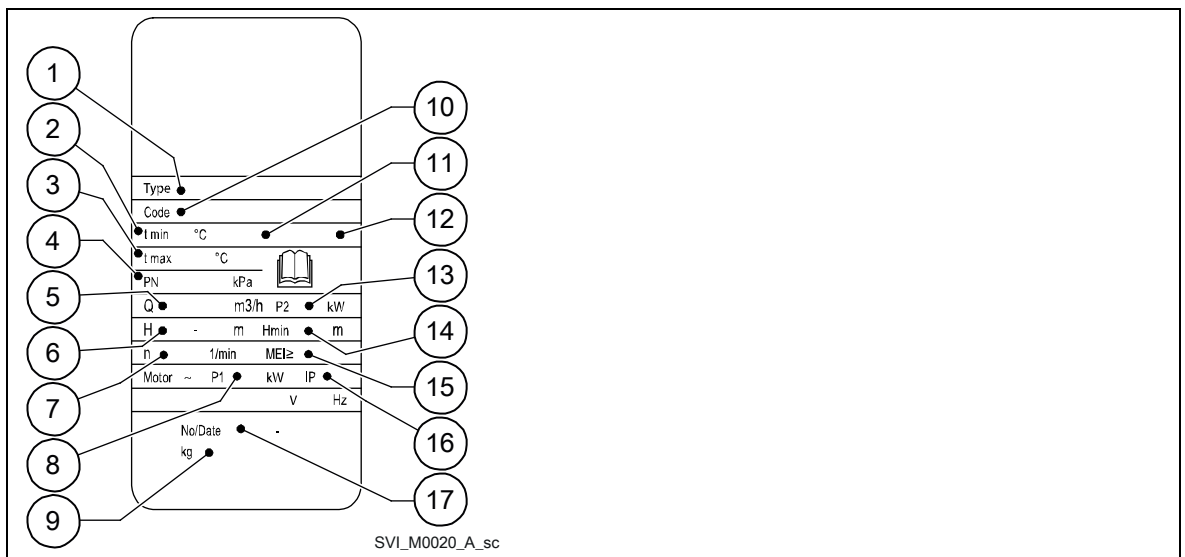 1
2
3
4
5
6
7
8
9
10
11
12
13
14
15
16
17
Type
Code
t min °C
t max °C
PN kPa
Q m3/h P2 kW
H - m Hmin m
n 1/min MEI≥
Motor ~ P1 kW IP
V Hz
No/Date -
kg
SVI_M0020_A_sc